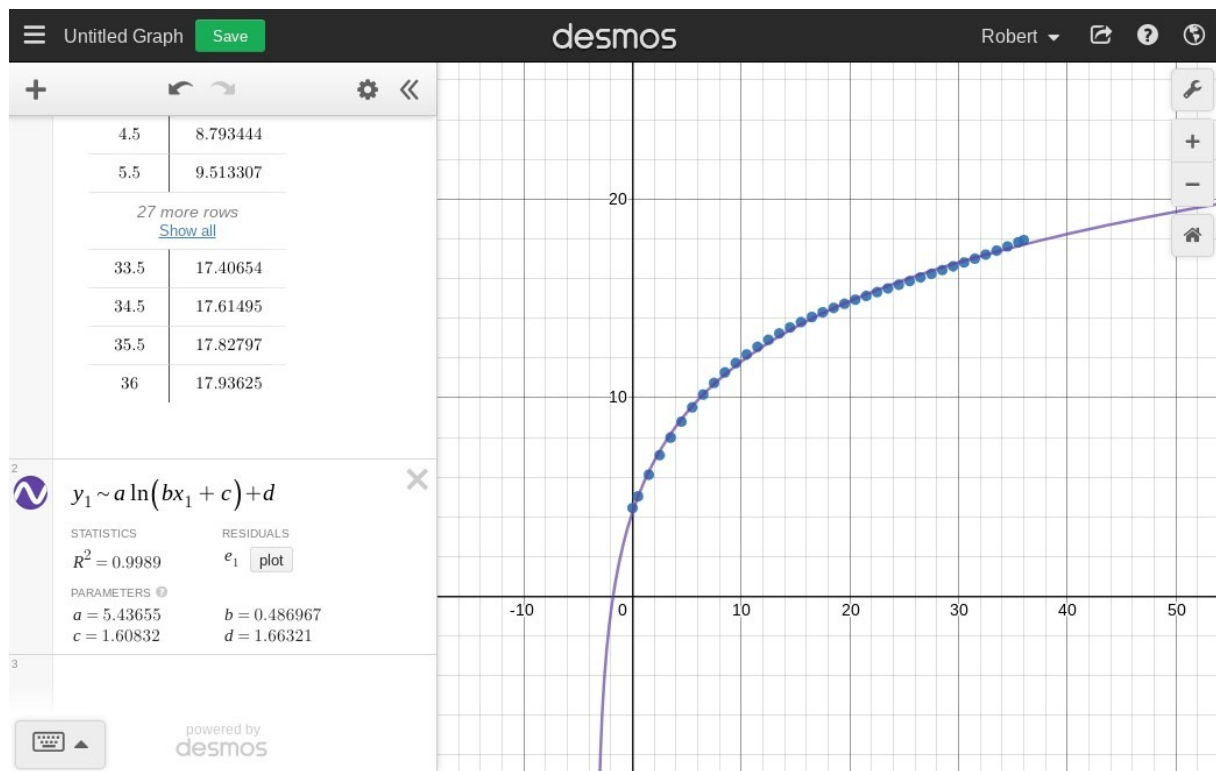 Untitled Graph Save desmos Robert ?
4.5 8.793444
5.5 9.513307
27 more rows
Show all
33.5 17.40654
34.5 17.61495
35.5 17.82797
36 17.93625
2
y₁ ~ a ln(bx₁ + c)+d
STATISTICS RESIDUALS
R² = 0.9989 e₁ plot
PARAMETERS ?
a = 5.43655 b = 0.486967
c = 1.60832 d = 1.66321
3
powered by
desmos
20
10
-10 0 10 20 30 40 50